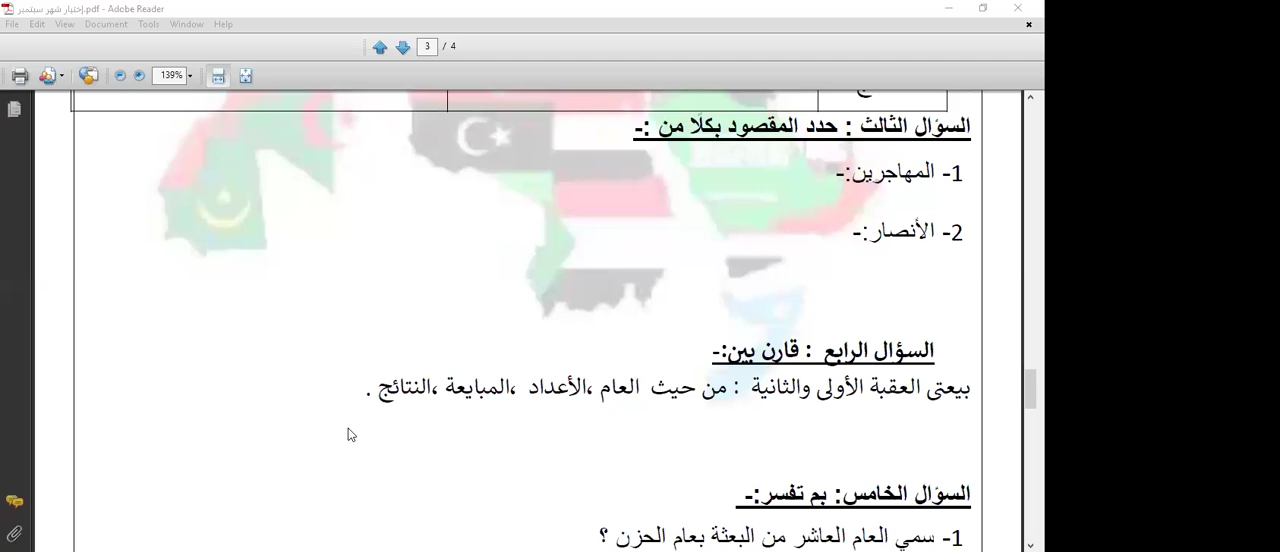 إختبار شهر سبتمبر.pdf - Adobe Reader
File Edit View Document Tools Window Help
3 / 4
139%
السؤال الثالث : حدد المقصود بكلا من :-
1- المهاجرين:-
2- الأنصار:-
السؤال الرابع : قارن بين:-
بيعتى العقبة الأولى والثانية : من حيث العام ،الأعداد ،المبايعة ،النتائج .
السؤال الخامس: بم تفسر:-
1- سمي العام العاشر من البعثة بعام الحزن ؟